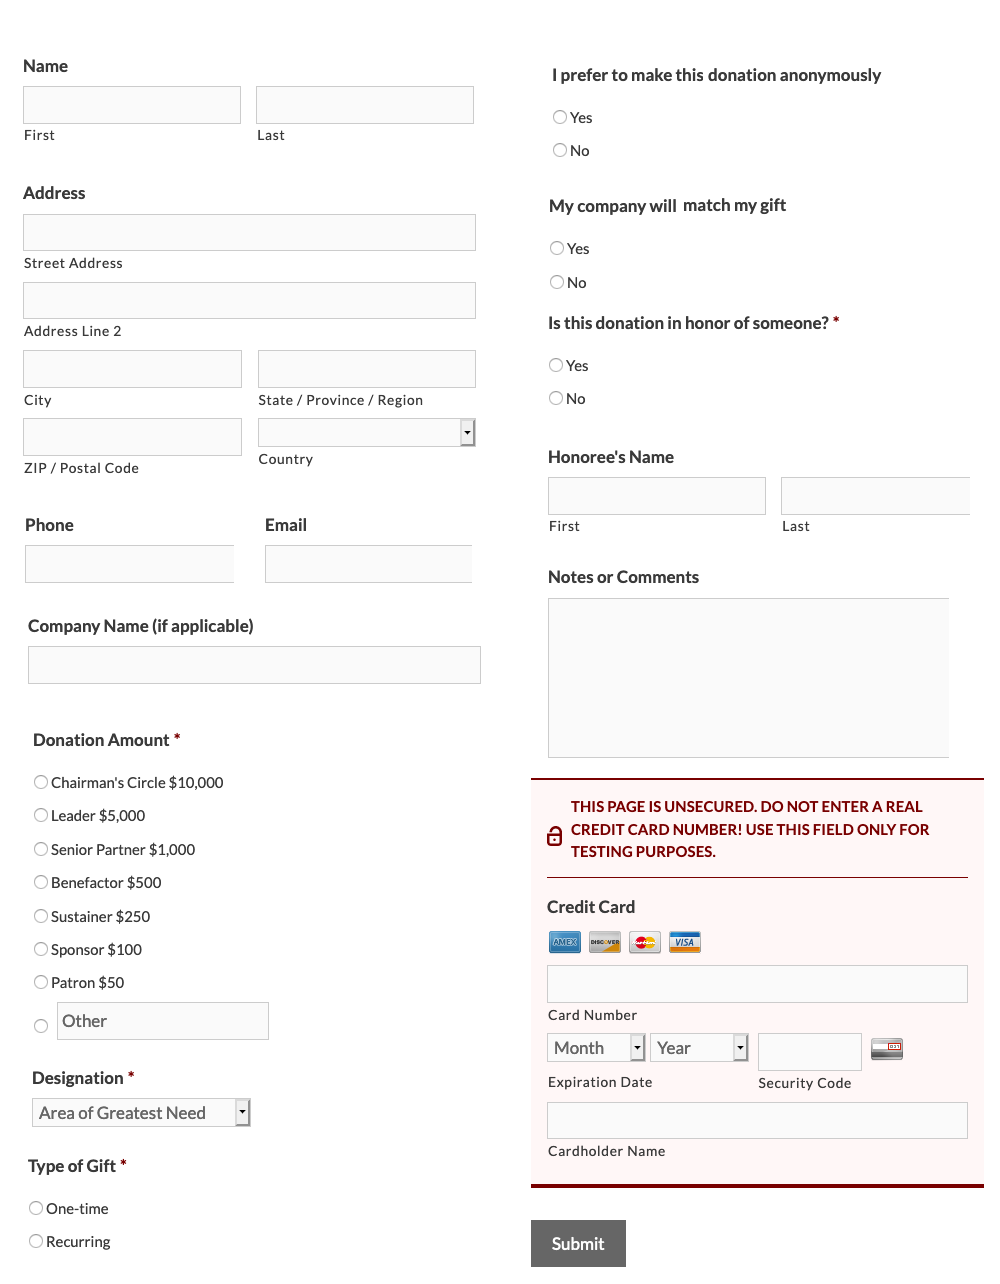 Name
First Last
Address
Street Address
Address Line 2
City State / Province / Region
ZIP / Postal Code Country
Phone Email
Company Name (if applicable)
Donation Amount *
Chairman's Circle $10,000
Leader $5,000
Senior Partner $1,000
Benefactor $500
Sustainer $250
Sponsor $100
Patron $50
Other
Designation *
Area of Greatest Need
Type of Gift *
One-time
Recurring
I prefer to make this donation anonymously
Yes
No
My company will match my gift
Yes
No
Is this donation in honor of someone? *
Yes
No
Honoree's Name
First Last
Notes or Comments
THIS PAGE IS UNSECURED. DO NOT ENTER A REAL
CREDIT CARD NUMBER! USE THIS FIELD ONLY FOR
TESTING PURPOSES.
Credit Card
AMEX DISCOVER MasterCard VISA
Card Number
Month Year
Expiration Date Security Code
Cardholder Name
Submit